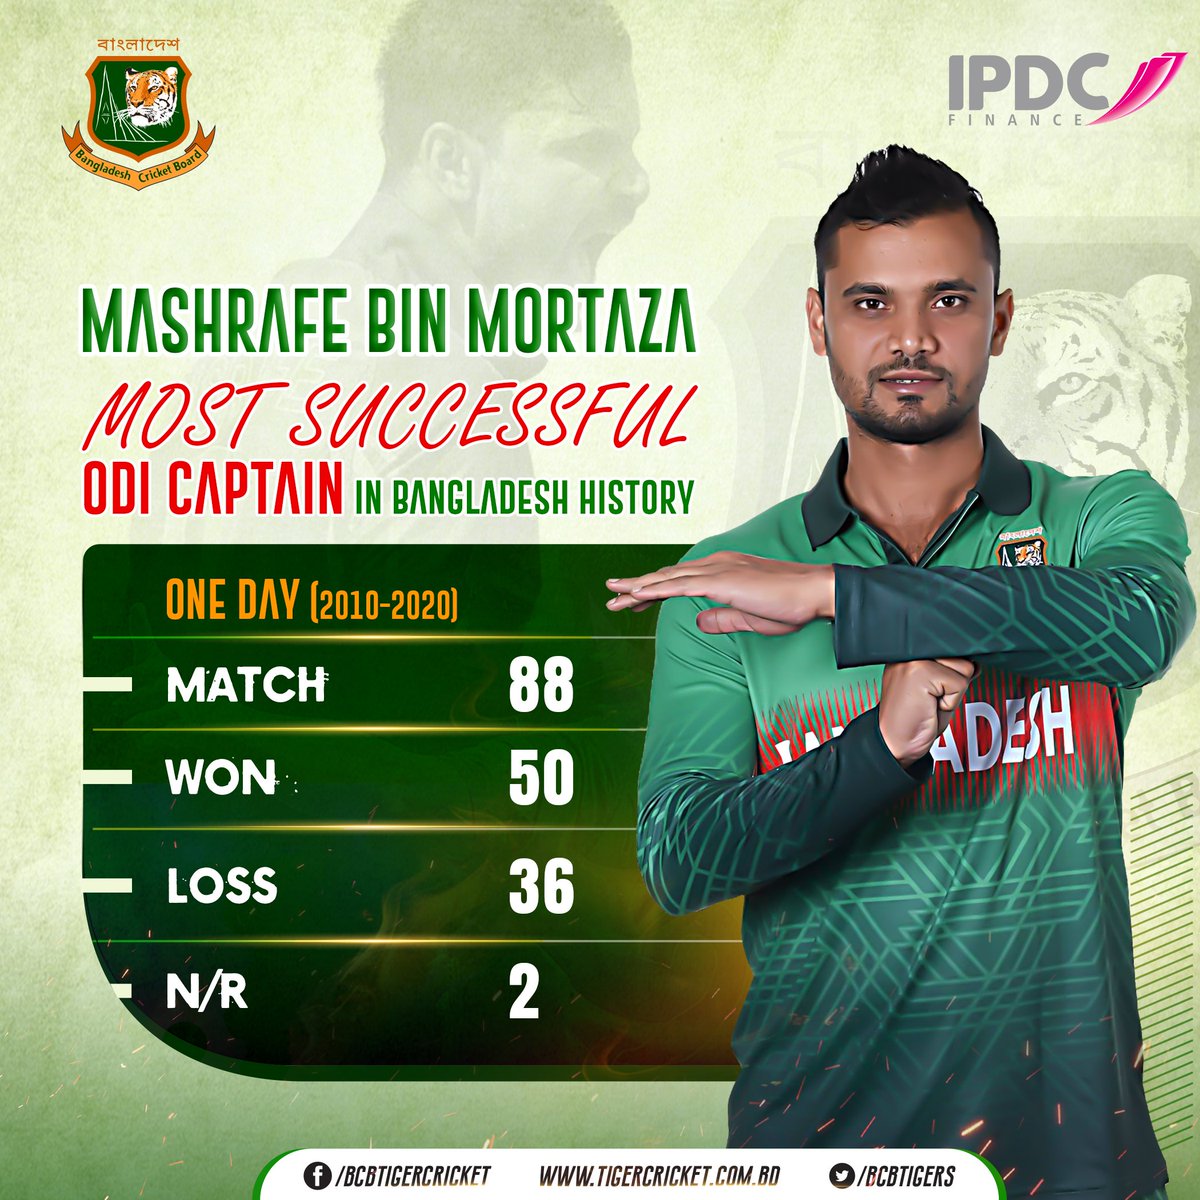 বাংলাদেশ
Bangladesh Cricket Board
IPDC
FINANCE
MASHRAFE BIN MORTAZA
MOST SUCCESSFUL
ODI CAPTAIN IN BANGLADESH HISTORY
ONE DAY (2010-2020)
MATCH 88
WON 50
LOSS 36
N/R 2
বাংলাদেশ
ADESH
/BCBTIGERCRICKET WWW.TIGERCRICKET.COM.BD /BCBTIGERS